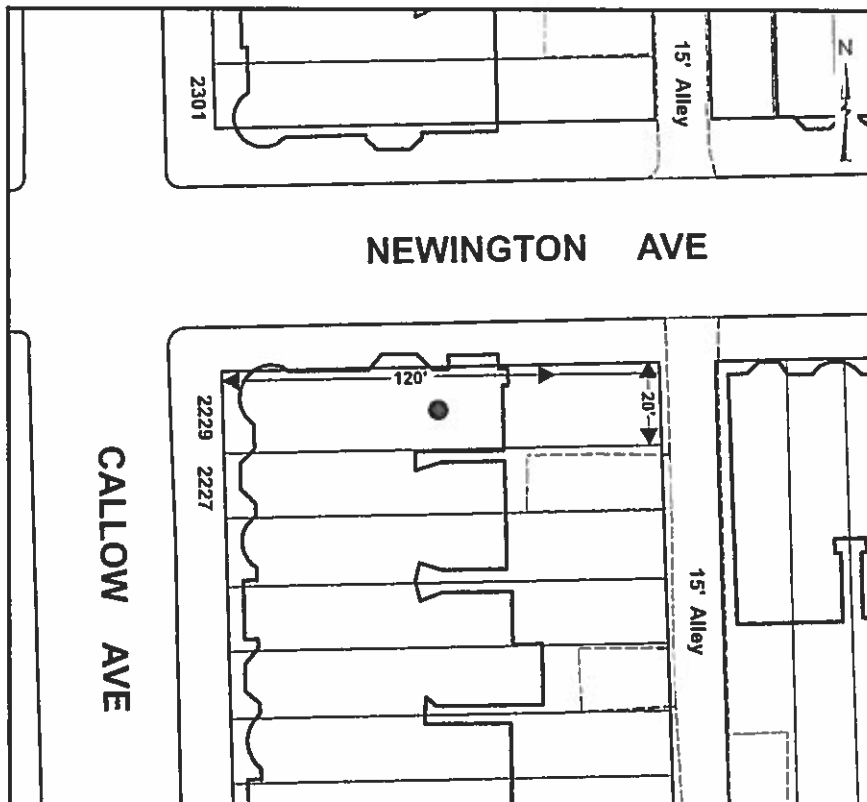 2301
15' Alley
N
NEWINGTON AVE
120'
20'
2229
2227
CALLOW AVE
15' Alley